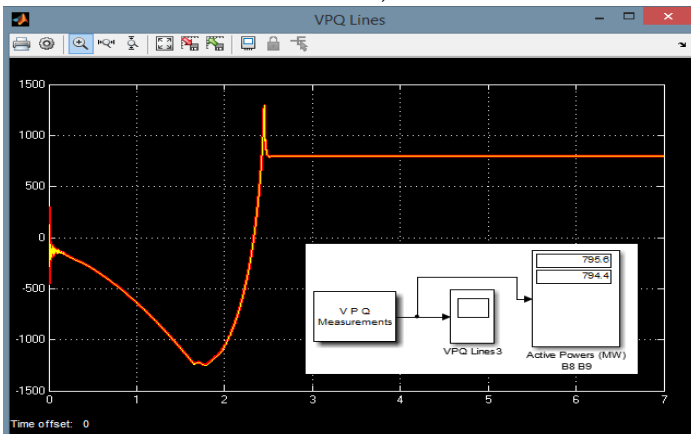 VPQ Lines
1500
1000
500
0
-500
-1000
-1500
0 1 2 3 4 5 6 7
Time offset: 0
795.6
794.4
V P Q
Measurements
VPQ Lines3
Active Powers (MW)
B8 B9